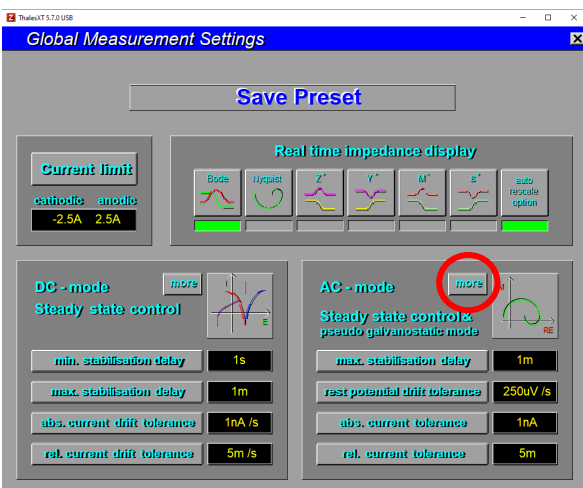 ThalesXT 5.7.0 USB
Global Measurement Settings
Save Preset
Current limit
cathodic anodic
-2.5A 2.5A
Real time impedance display
Bode Nyquist Z* Y* M* ε* auto rescale option
DC - mode more
Steady state control
I E
min. stabilisation delay 1s
max. stabilisation delay 1m
abs. current drift tolerance 1nA /s
rel. current drift tolerance 5m /s
AC - mode more
Steady state control&
pseudo galvanostatic mode
RE
max. stabilisation delay 1m
rest potential drift tolerance 250uV /s
abs. current tolerance 1nA
rel. current tolerance 5m